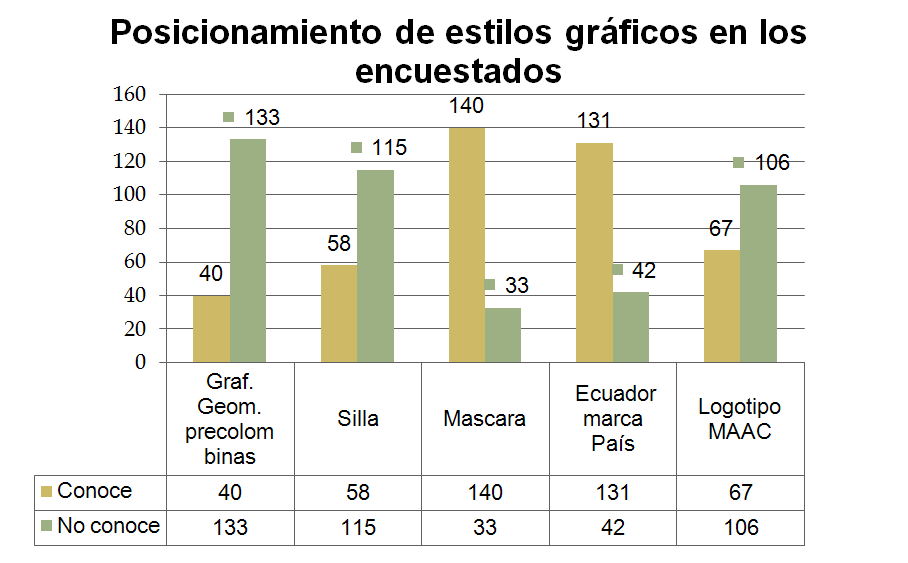 Posicionamiento de estilos gráficos en los
encuestados
160
140
120
100
80
60
40
20
0
40
133
58
115
140
33
131
42
67
106
Graf.
Geom.
precolom
binas
Silla
Mascara
Ecuador
marca
País
Logotipo
MAAC
Conoce 40 58 140 131 67
No conoce 133 115 33 42 106